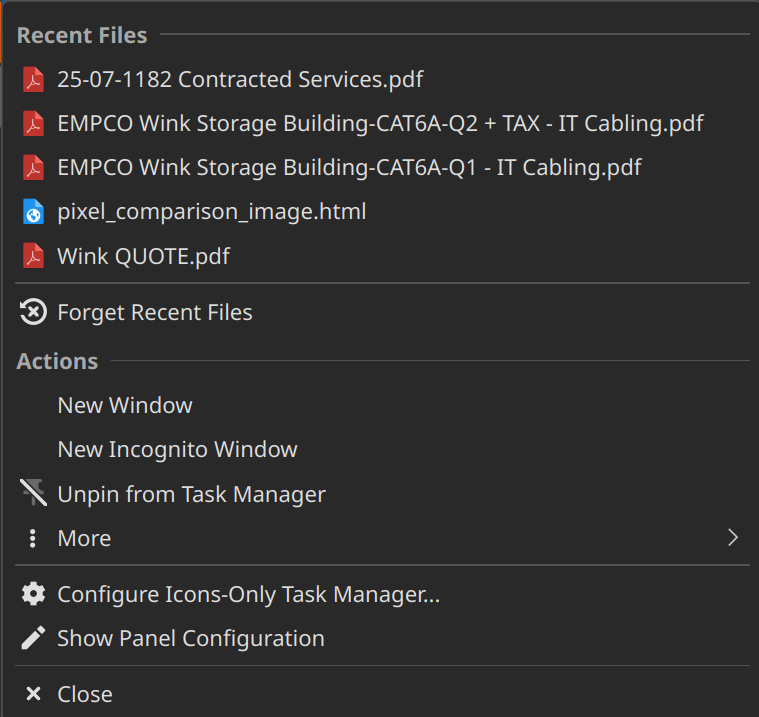 Recent Files
25-07-1182 Contracted Services.pdf
EMPCO Wink Storage Building-CAT6A-Q2 + TAX - IT Cabling.pdf
EMPCO Wink Storage Building-CAT6A-Q1 - IT Cabling.pdf
pixel_comparison_image.html
Wink QUOTE.pdf
Forget Recent Files
Actions
New Window
New Incognito Window
Unpin from Task Manager
More
Configure Icons-Only Task Manager...
Show Panel Configuration
Close